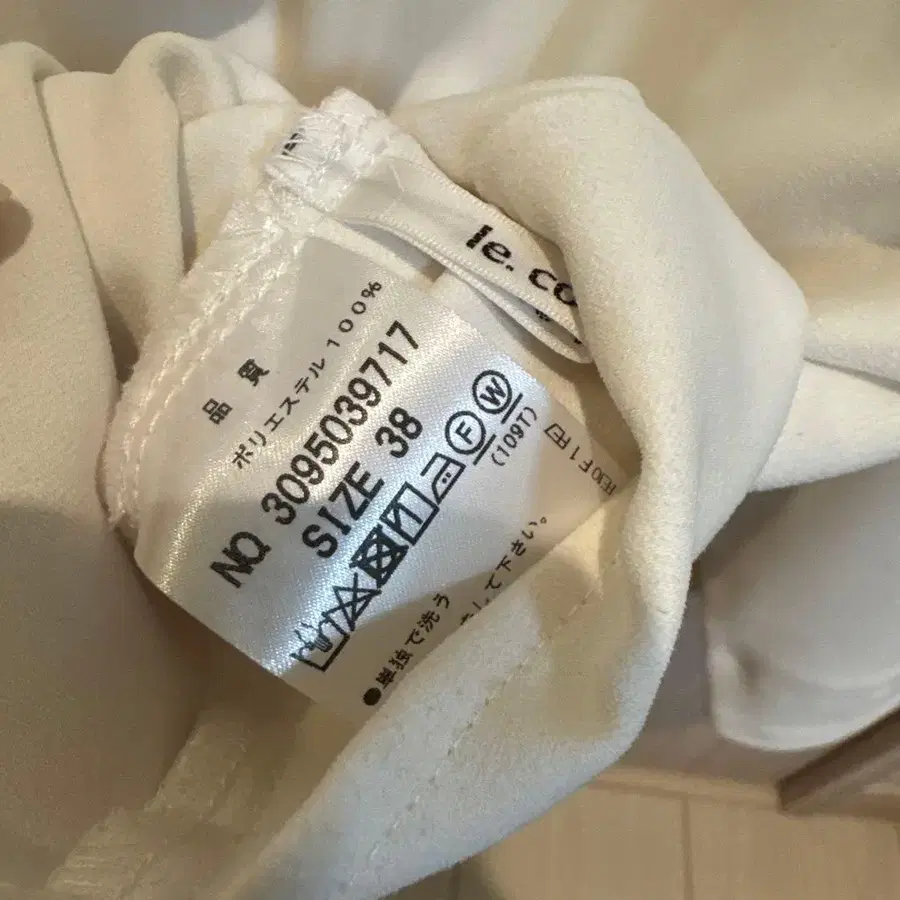 le. co
品質
ポリエステル100%
NO. 3095039717
SIZE 38
F W
(109T)
●単独で洗う
して下さい。